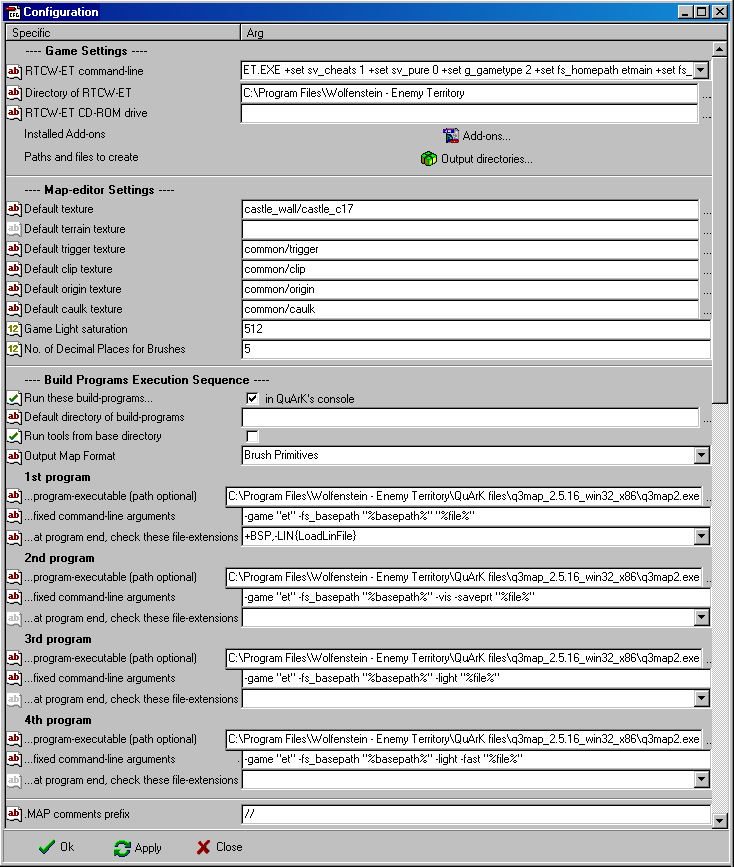 Configuration
Specific Arg
---- Game Settings ----
RTCW-ET command-line ET.EXE +set sv_cheats 1 +set sv_pure 0 +set g_gametype 2 +set fs_homepath etmain +set fs_
Directory of RTCW-ET C:\Program Files\Wolfenstein - Enemy Territory ...
RTCW-ET CD-ROM drive ...
Installed Add-ons Add-ons...
Paths and files to create Output directories...
---- Map-editor Settings ----
Default texture castle_wall/castle_c17 ...
Default terrain texture ...
Default trigger texture common/trigger ...
Default clip texture common/clip ...
Default origin texture common/origin ...
Default caulk texture common/caulk ...
Game Light saturation 512
No. of Decimal Places for Brushes 5
---- Build Programs Execution Sequence ----
Run these build-programs... in QuArK's console
Default directory of build-programs ...
Run tools from base directory
Output Map Format Brush Primitives
1st program
...program-executable (path optional) C:\Program Files\Wolfenstein - Enemy Territory\QuArK files\q3map_2.5.16_win32_x86\q3map2.exe ..
...fixed command-line arguments -game "et" -fs_basepath "%basepath%" "%file%"
...at program end, check these file-extensions +BSP,-LIN{LoadLinFile}
2nd program
...program-executable (path optional) C:\Program Files\Wolfenstein - Enemy Territory\QuArK files\q3map_2.5.16_win32_x86\q3map2.exe ..
...fixed command-line arguments -game "et" -fs_basepath "%basepath%" -vis -saveprt "%file%"
...at program end, check these file-extensions
3rd program
...program-executable (path optional) C:\Program Files\Wolfenstein - Enemy Territory\QuArK files\q3map_2.5.16_win32_x86\q3map2.exe ..
...fixed command-line arguments -game "et" -fs_basepath "%basepath%" -light "%file%"
...at program end, check these file-extensions
4th program
...program-executable (path optional) C:\Program Files\Wolfenstein - Enemy Territory\QuArK files\q3map_2.5.16_win32_x86\q3map2.exe ..
...fixed command-line arguments -game "et" -fs_basepath "%basepath%" -light -fast "%file%"
...at program end, check these file-extensions
.MAP comments prefix //
Ok Apply Close